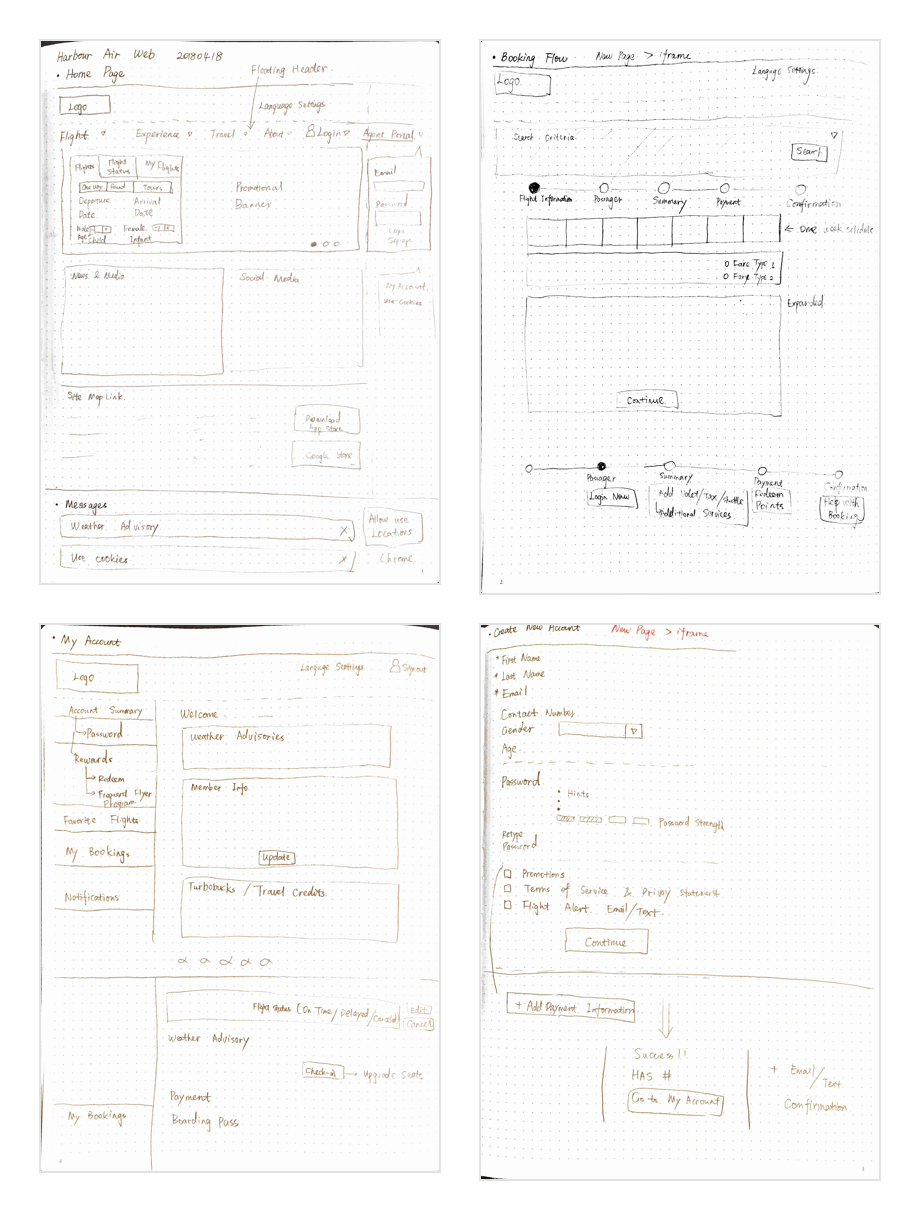 Harbour Air Web 20180418
• Home Page
Floating Header.
Logo
Language Settings
Flight Experience Travel About Login Agent Portal
Flights Flight Status My Flights
One Way Round Tours
Departure Arrival
Date Date
Male Female
Child Infant
Promotional
Banner
Email
Password
Login
Sign up
News & Media
Social Media
My Account.
Use Cookies
Site Map Link.
Download
App Store
Google Store
• Messages
Weather Advisory X
Allow use
Locations
Use cookies X
Chrome.
1
• Booking Flow New Page > iframe
Languge Settings.
Logo
Search Criteria
Search
Flight Information Passager Summary Payment Confirmation
← One week schedule
O Fare Type 1
O Fare Type 2
Expanded
Continue
Passager Summary Payment Confirmation
Login Now
Add Valet/Tax/Shuttle
Additional Services
Redeem
Points
Help with
Booking
2
• My Account
Logo
Languge Settings
Signout
Account Summary
→ Password
Rewards
→ Redeem
→ Frequent Flyer
Program
Favorite Flights
My Bookings
Notifications
Welcome.
Weather Advisories
Member Info
Update
Turbobucks / Travel Credits
Flight Status (On Time/Delayed/Cancel)
Edit
Cancel
Weather Advisory
Check-in → Upgrade Seats
Payment
My Bookings
Boarding Pass
4
• Create New Account New Page > iframe
* First Name
* Last Name
* Email
Contact Number
Gender
Age.
Password
• Hints
Password Strength
Retype
Password
Promotions
Terms of Service & Privay Statement
Flight Alert. Email/Text.
Continue
+ Add Payment Information
Success!!
HAS #
Go to My Account
+ Email/Text
Confirmation
3